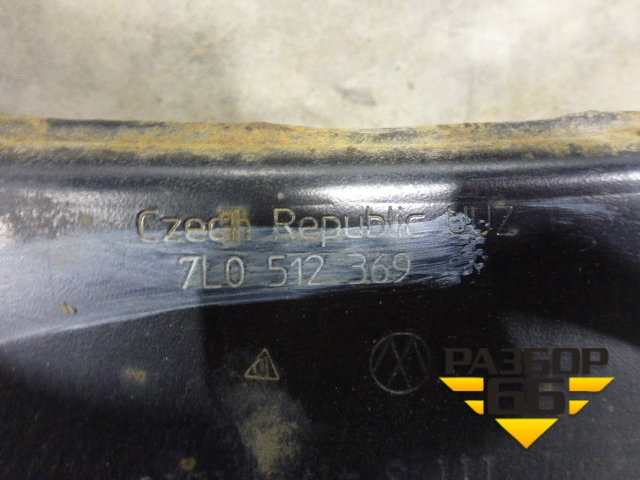 Czech Republic
7L0 512 369
РАЗБОР
66